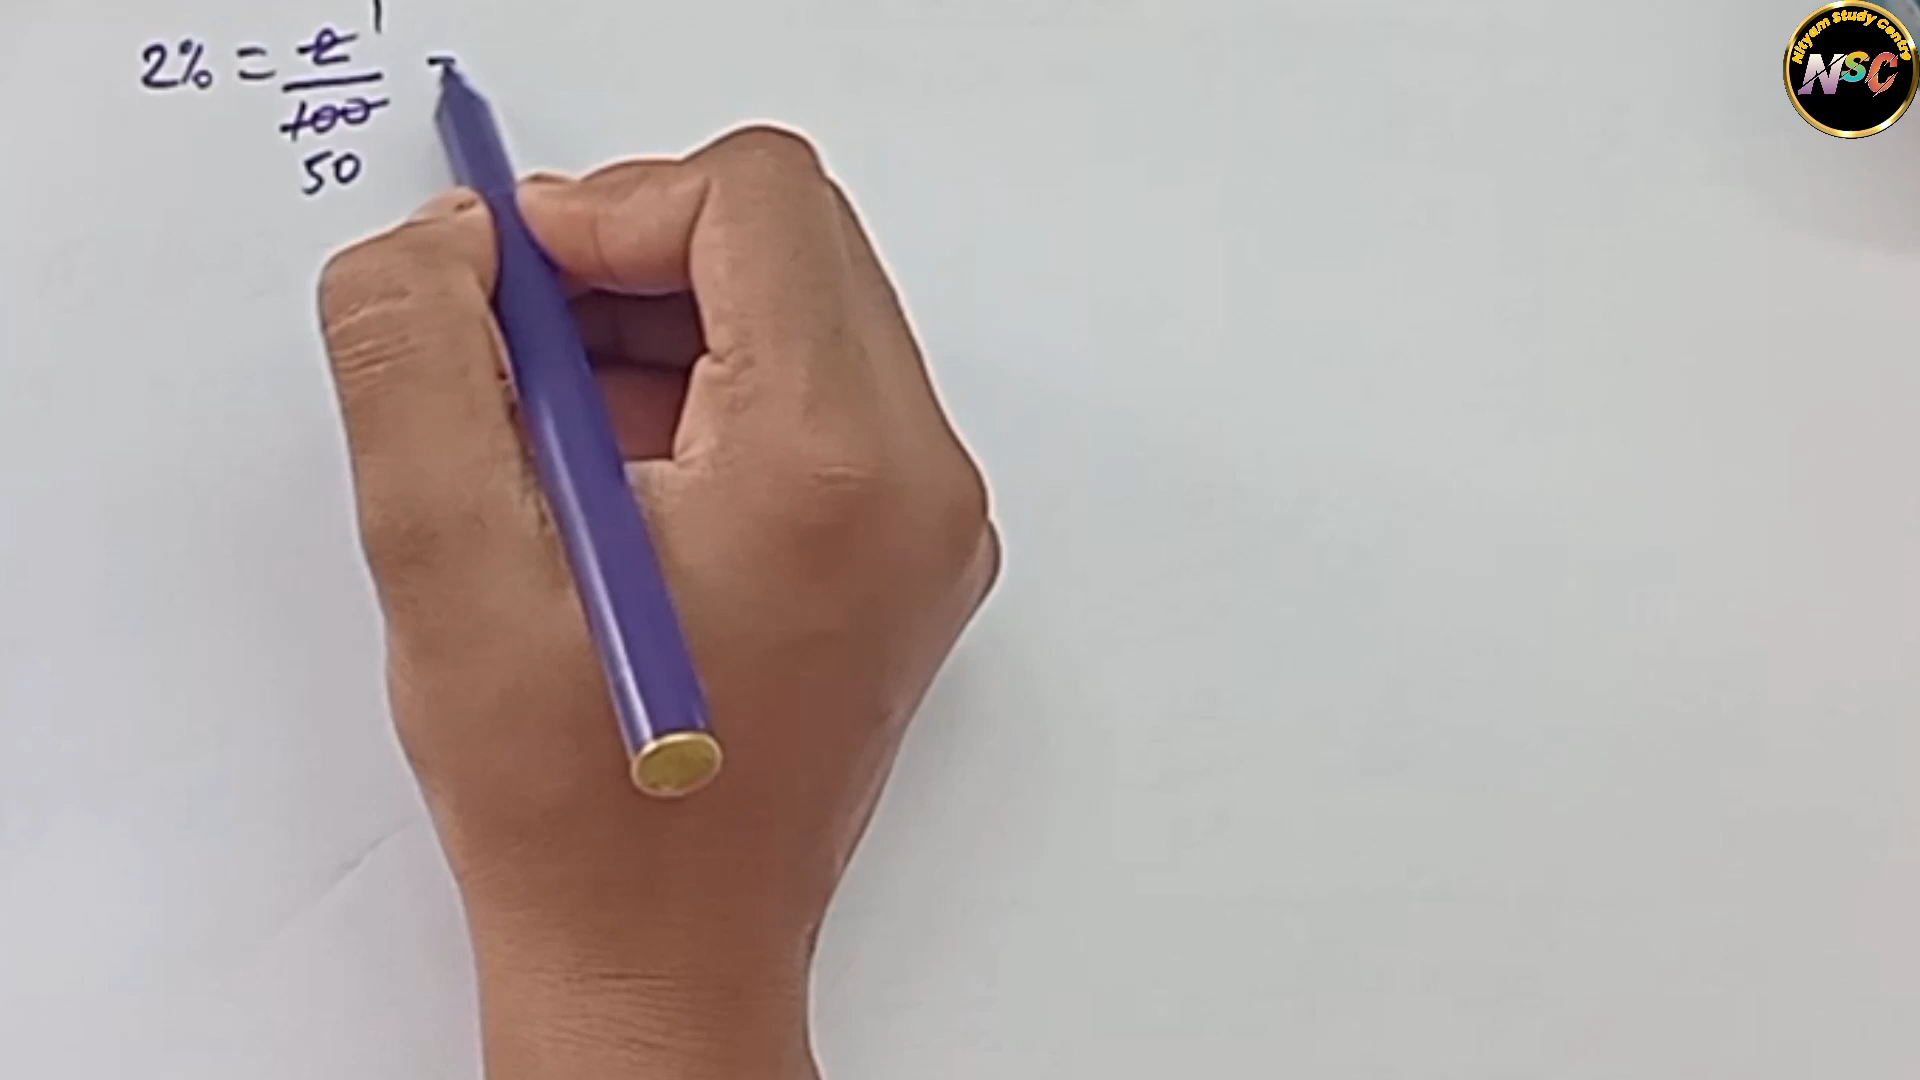 2% = 2/100 1 =
50
Nityam Study Centre
NSC